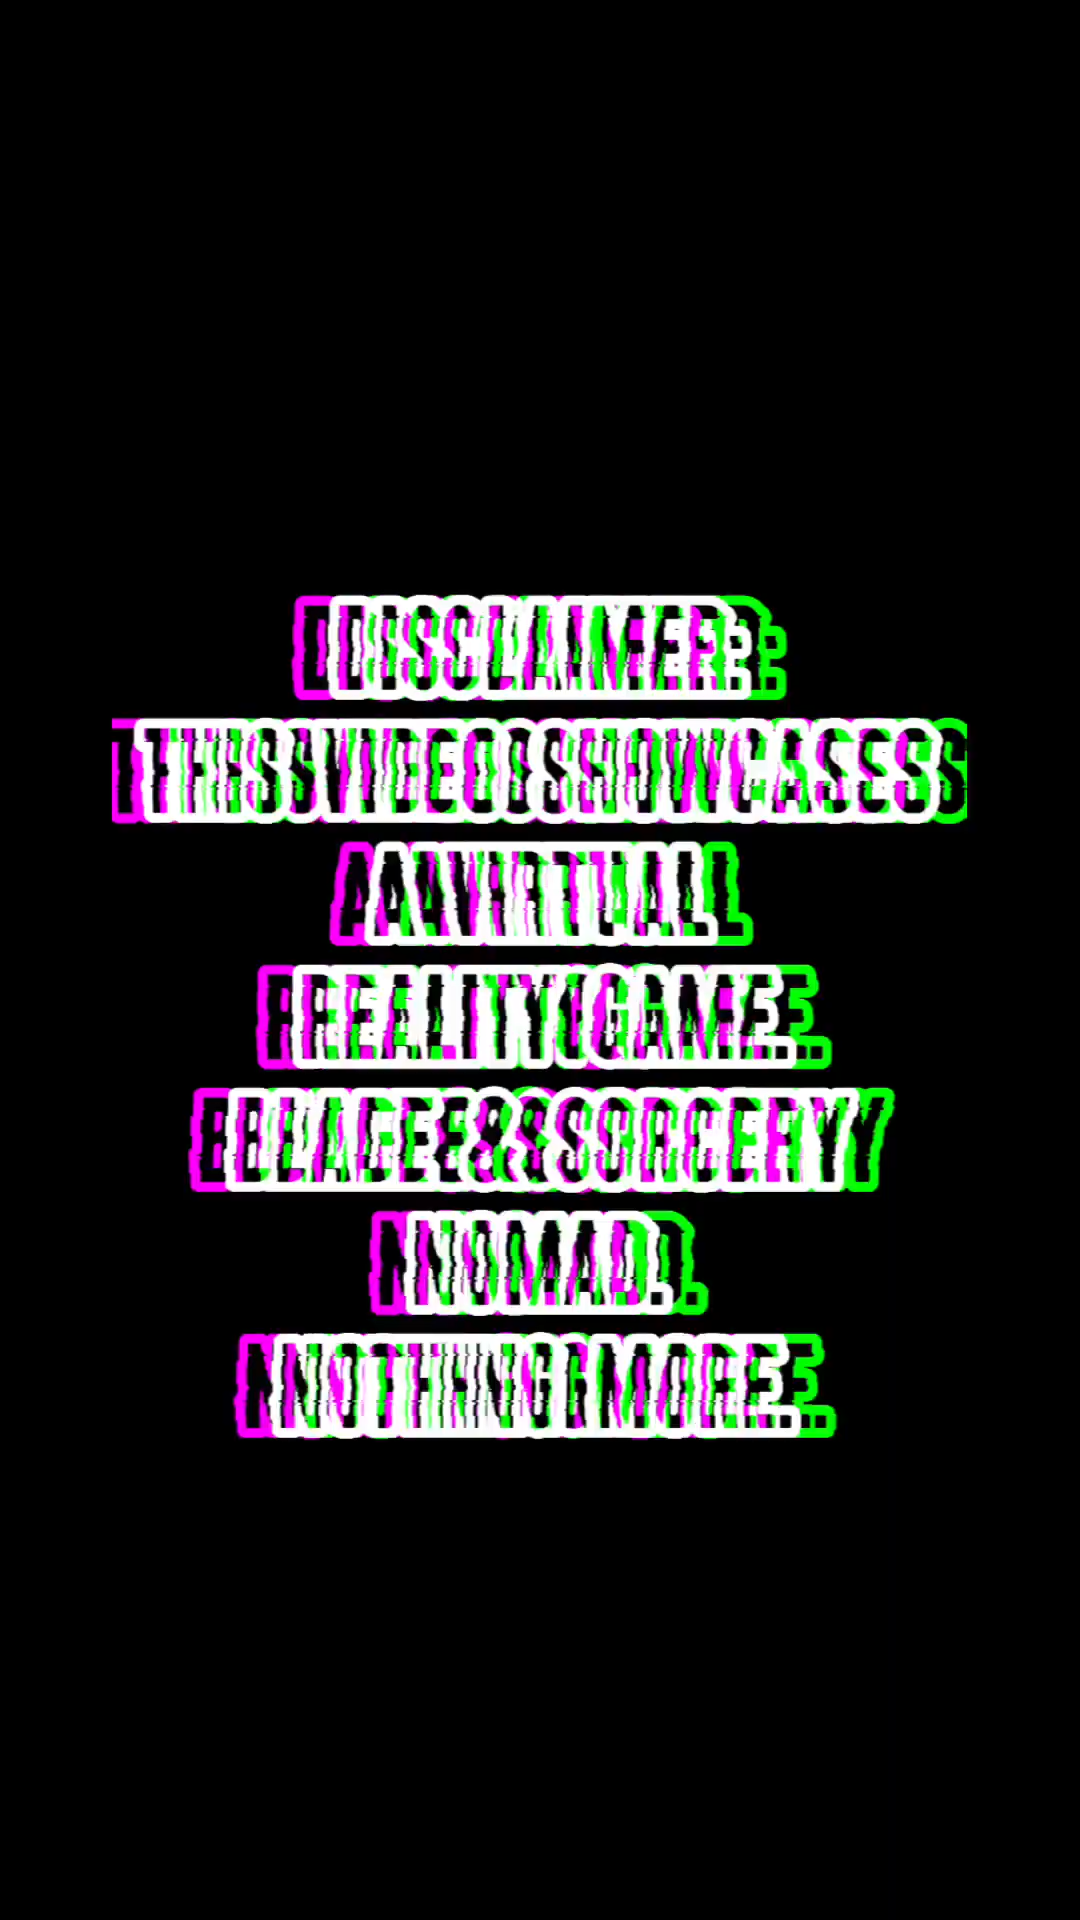 DISCLAIMER:
THIS VIDEO SHOWCASES
A VIRTUAL
REALITY GAME.
BLADE & SORCERY
NOMAD.
NOTHING MORE.